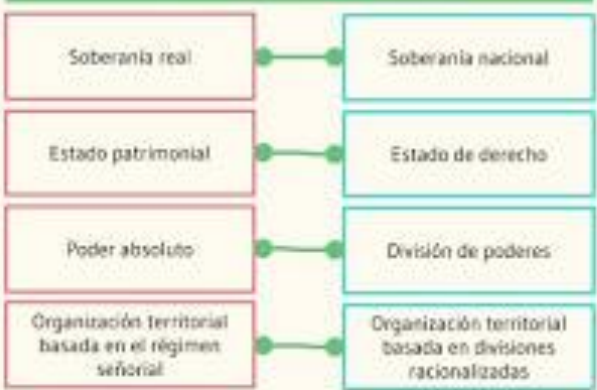 Soberanía real
Soberanía nacional
Estado patrimonial
Estado de derecho
Poder absoluto
División de poderes
Organización territorial
basada en el régimen
señorial
Organización territorial
basada en divisiones
racionalizadas